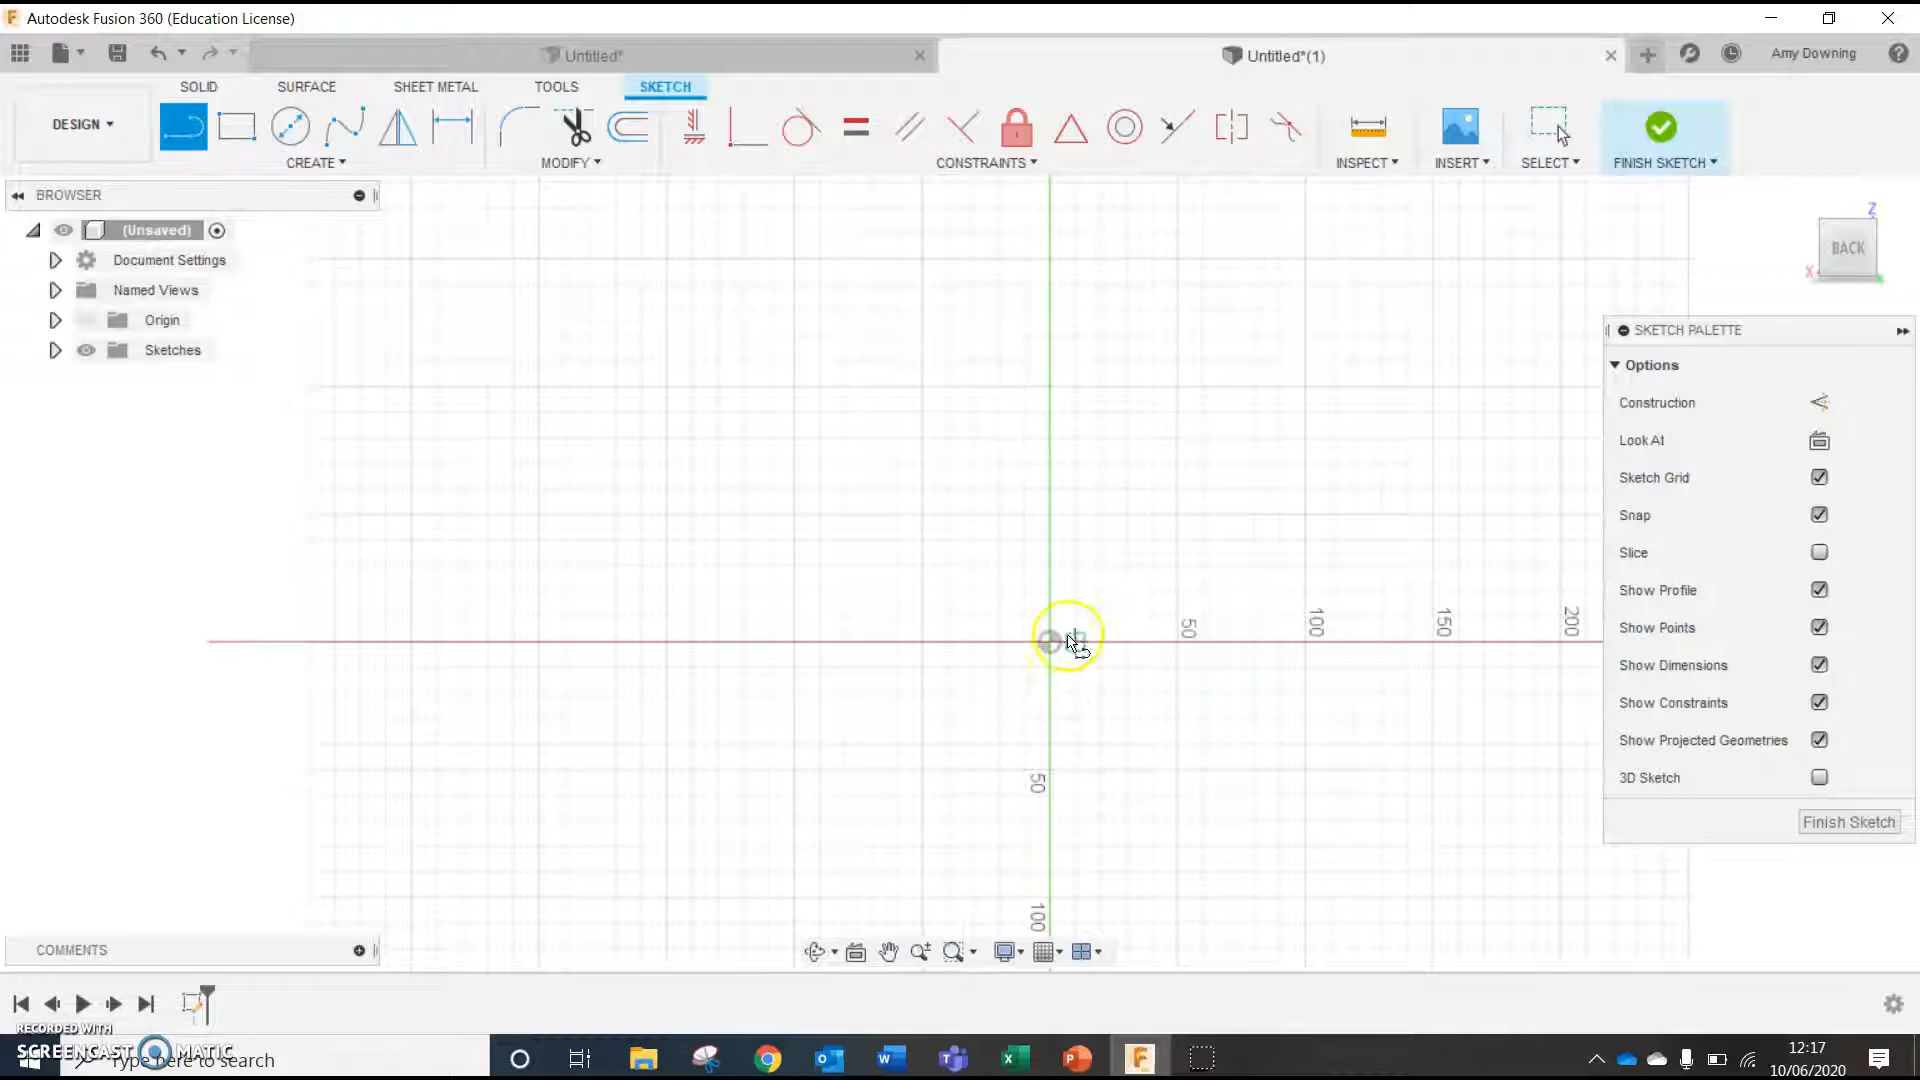 Autodesk Fusion 360 (Education License)
Untitled*
Untitled*(1)
Amy Downing
SOLID SURFACE SHEET METAL TOOLS SKETCH
DESIGN
CREATE MODIFY CONSTRAINTS INSPECT INSERT SELECT FINISH SKETCH
BROWSER
(Unsaved)
Document Settings
Named Views
Origin
Sketches
Z
BACK
X
SKETCH PALETTE
Options
Construction
Look At
Sketch Grid
Snap
Slice
Show Profile
Show Points
Show Dimensions
Show Constraints
Show Projected Geometries
3D Sketch
Finish Sketch
50 100 150 200
50
100
COMMENTS
RECORDED WITH
SCREENCAST MATIC
Type here to search
12:17
10/06/2020